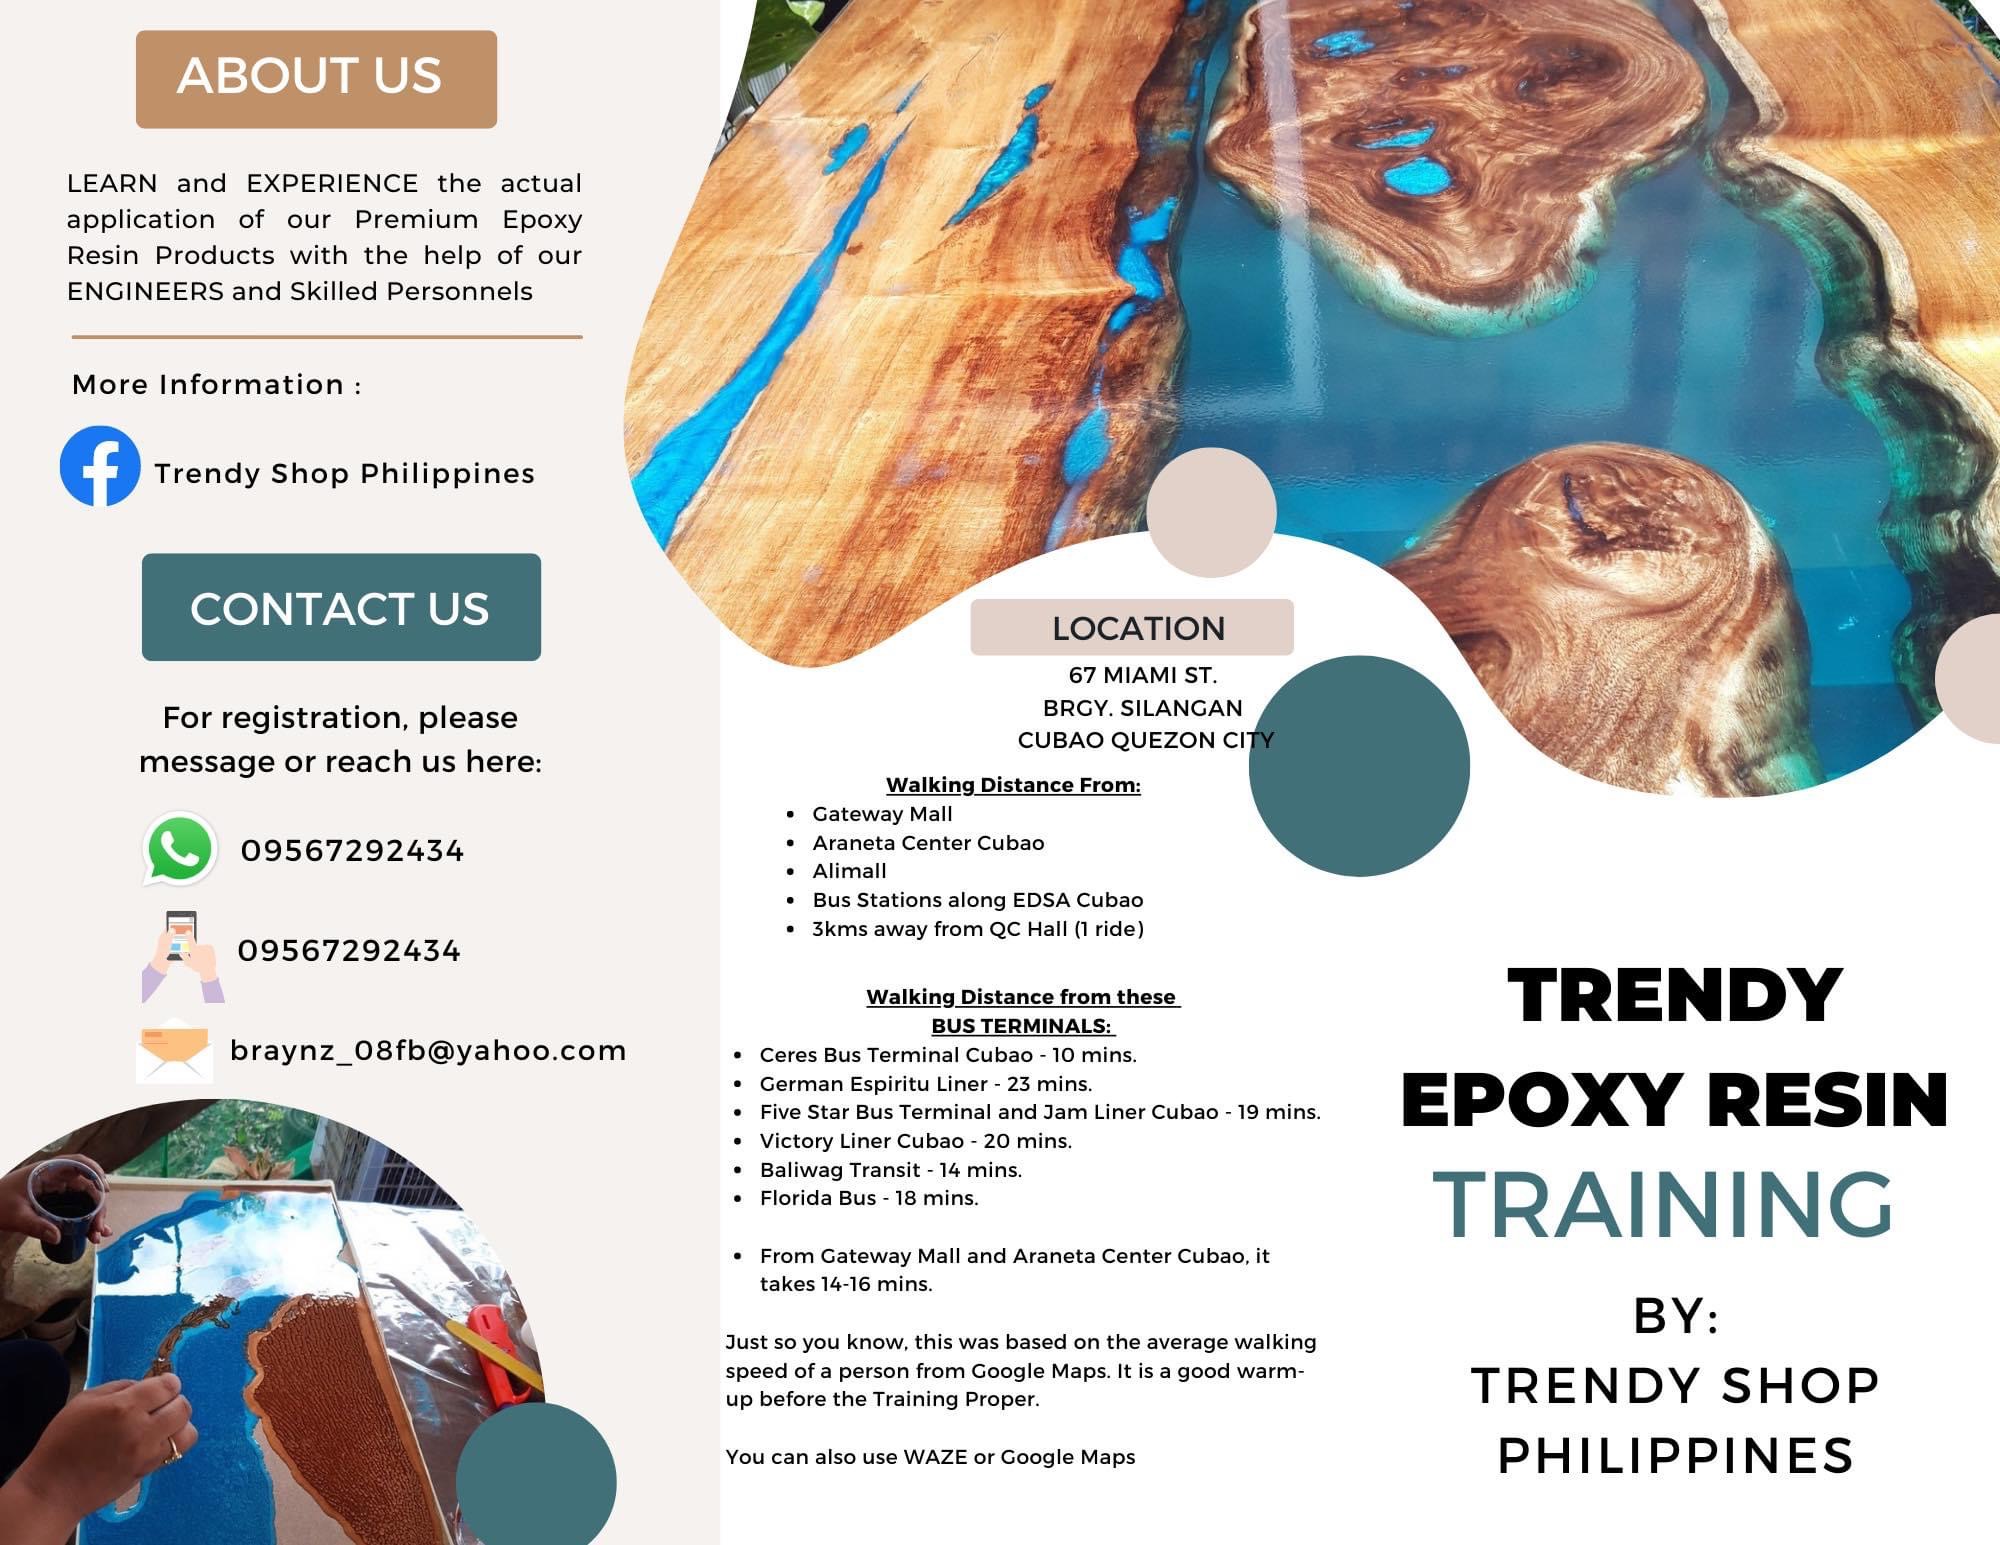 ABOUT US
LEARN and EXPERIENCE the actual
application of our Premium Epoxy
Resin Products with the help of our
ENGINEERS and Skilled Personnels
More Information :
Trendy Shop Philippines
CONTACT US
For registration, please
message or reach us here:
09567292434
09567292434
braynz_08fb@yahoo.com
LOCATION
67 MIAMI ST.
BRGY. SILANGAN
CUBAO QUEZON CITY
Walking Distance From:
• Gateway Mall
• Araneta Center Cubao
• Alimall
• Bus Stations along EDSA Cubao
• 3kms away from QC Hall (1 ride)
Walking Distance from these
BUS TERMINALS:
• Ceres Bus Terminal Cubao - 10 mins.
• German Espiritu Liner - 23 mins.
• Five Star Bus Terminal and Jam Liner Cubao - 19 mins.
• Victory Liner Cubao - 20 mins.
• Baliwag Transit - 14 mins.
• Florida Bus - 18 mins.
• From Gateway Mall and Araneta Center Cubao, it
takes 14-16 mins.
Just so you know, this was based on the average walking
speed of a person from Google Maps. It is a good warm-
up before the Training Proper.
You can also use WAZE or Google Maps
TRENDY
EPOXY RESIN
TRAINING
BY:
TRENDY SHOP
PHILIPPINES